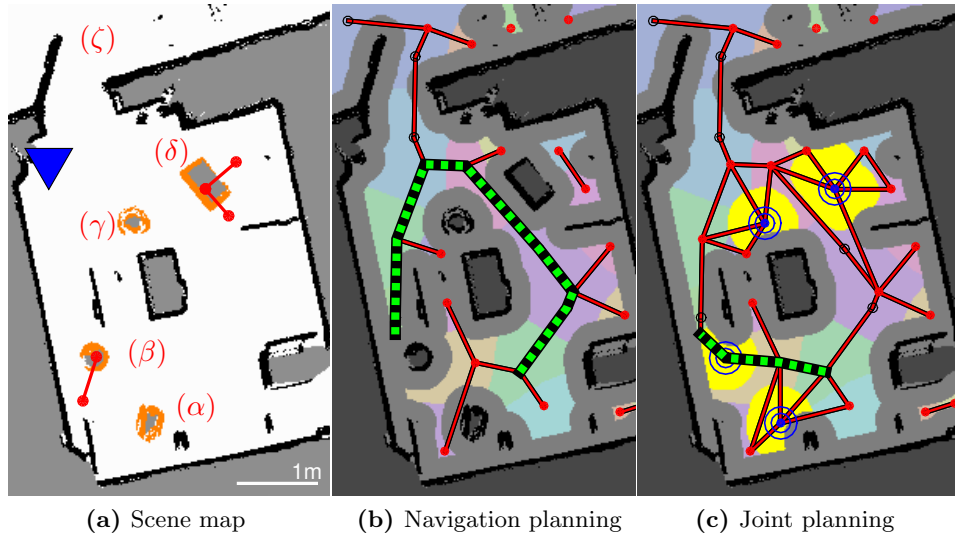 (ζ)
(δ)
(γ)
(β)
(α)
1m
(a) Scene map
(b) Navigation planning
(c) Joint planning